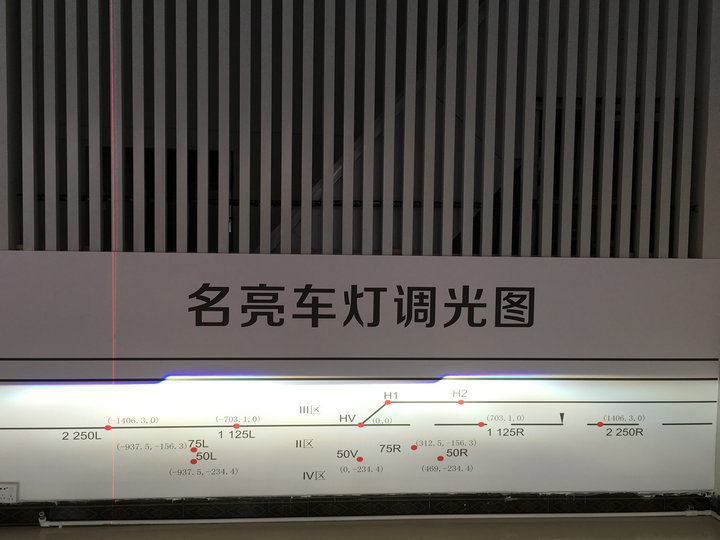 名亮车灯调光图
H1 H2
III区
(-1406.3,0) (-703.1,0) HV (0,0) (703.1,0) (1406.3,0)
2 250L 1 125L 1 125R 2 250R
(-937.5,-156.3) 75L II区 75R (312.5,-156.3)
50L 50V 50R
(-937.5,-234.4) (0,-234.4) (469,-234.4)
IV区